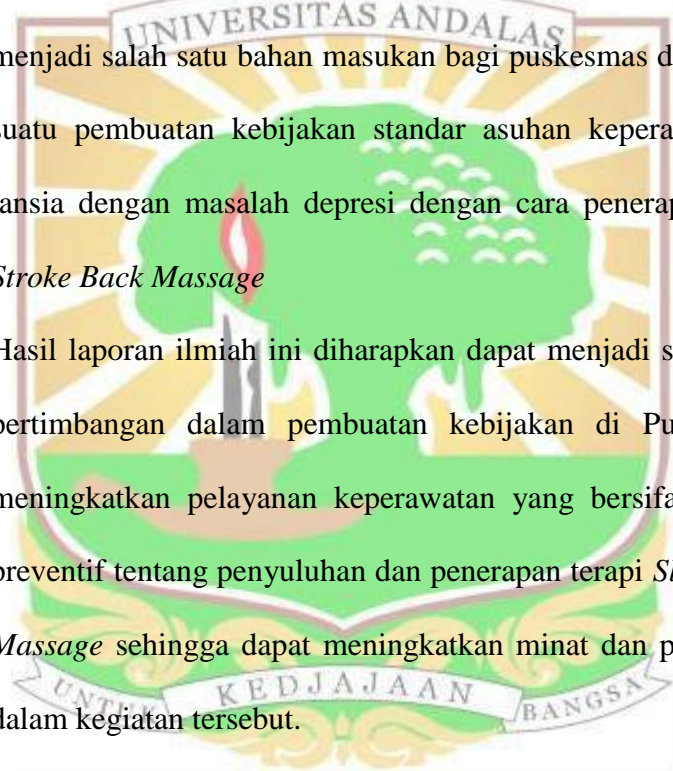 UNIVERSITAS ANDALAS
menjadi salah satu bahan masukan bagi puskesmas d
suatu pembuatan kebijakan standar asuhan kepera
lansia dengan masalah depresi dengan cara penerap
Stroke Back Massage
Hasil laporan ilmiah ini diharapkan dapat menjadi s
pertimbangan dalam pembuatan kebijakan di Pu
meningkatkan pelayanan keperawatan yang bersifa
preventif tentang penyuluhan dan penerapan terapi Sl
Massage sehingga dapat meningkatkan minat dan p
UNTUK KEDJAJAAN BANGSA
dalam kegiatan tersebut.